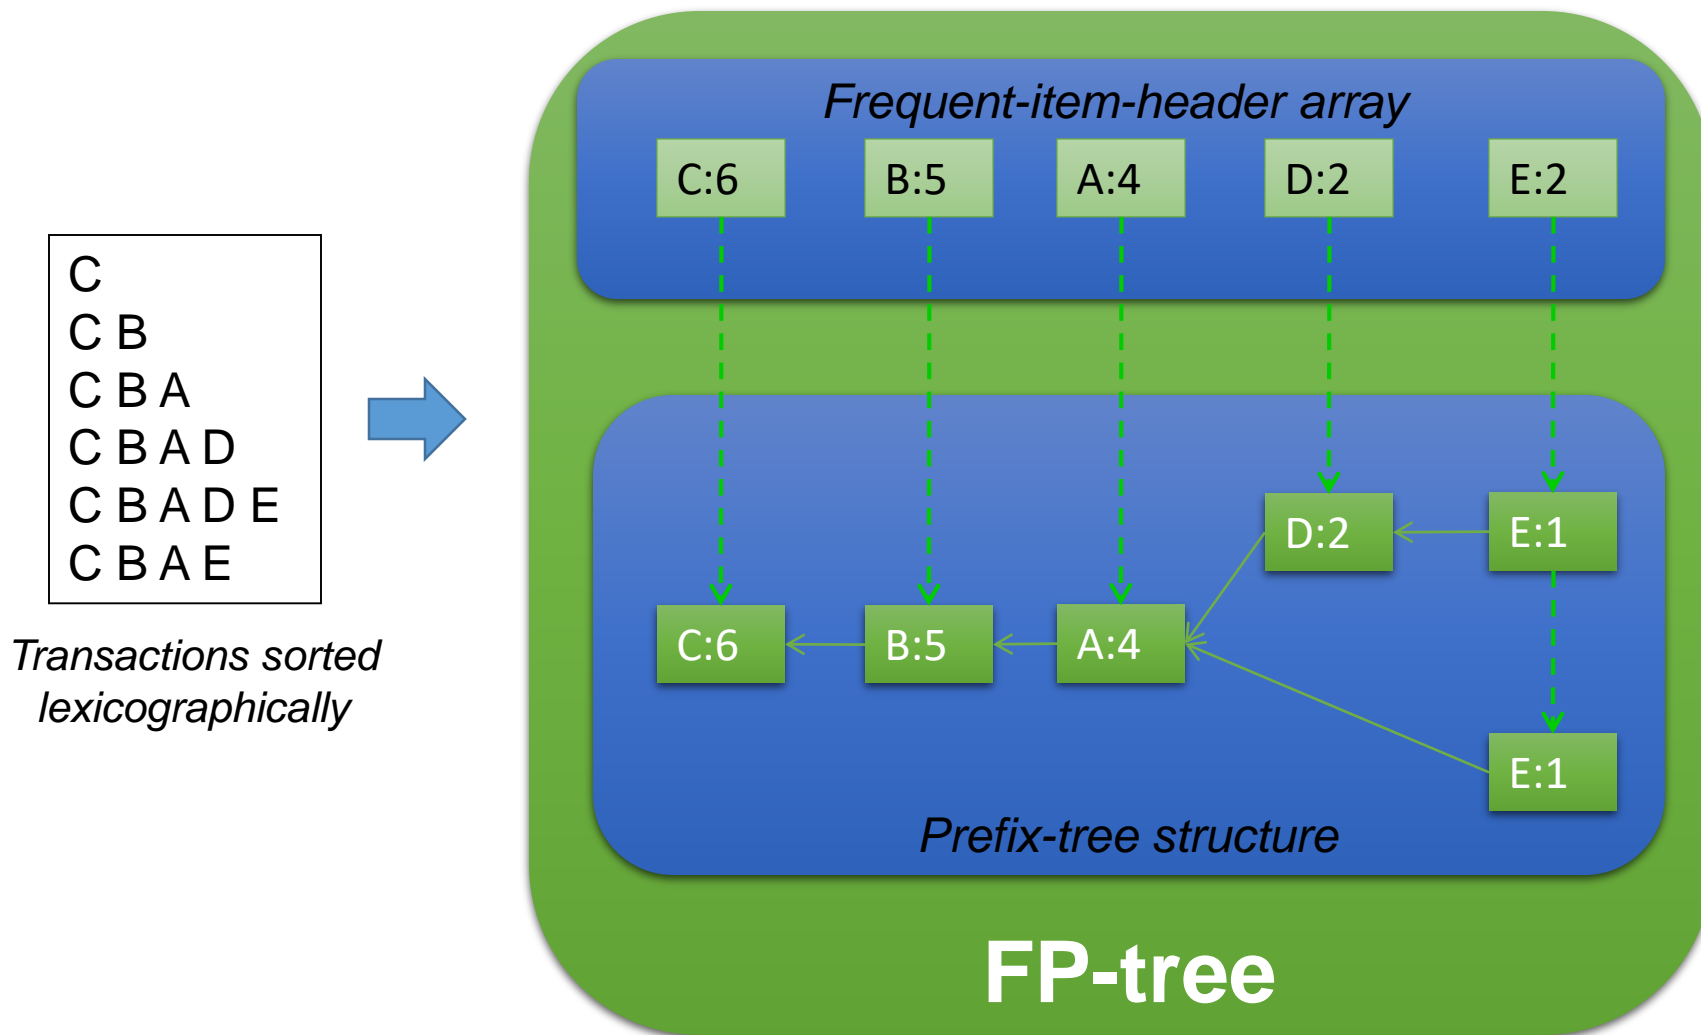 C
C B
C B A
C B A D
C B A D E
C B A E
Transactions sorted
lexicographically
Frequent-item-header array
C:6 B:5 A:4 D:2 E:2
D:2 E:1
C:6 B:5 A:4
E:1
Prefix-tree structure
FP-tree